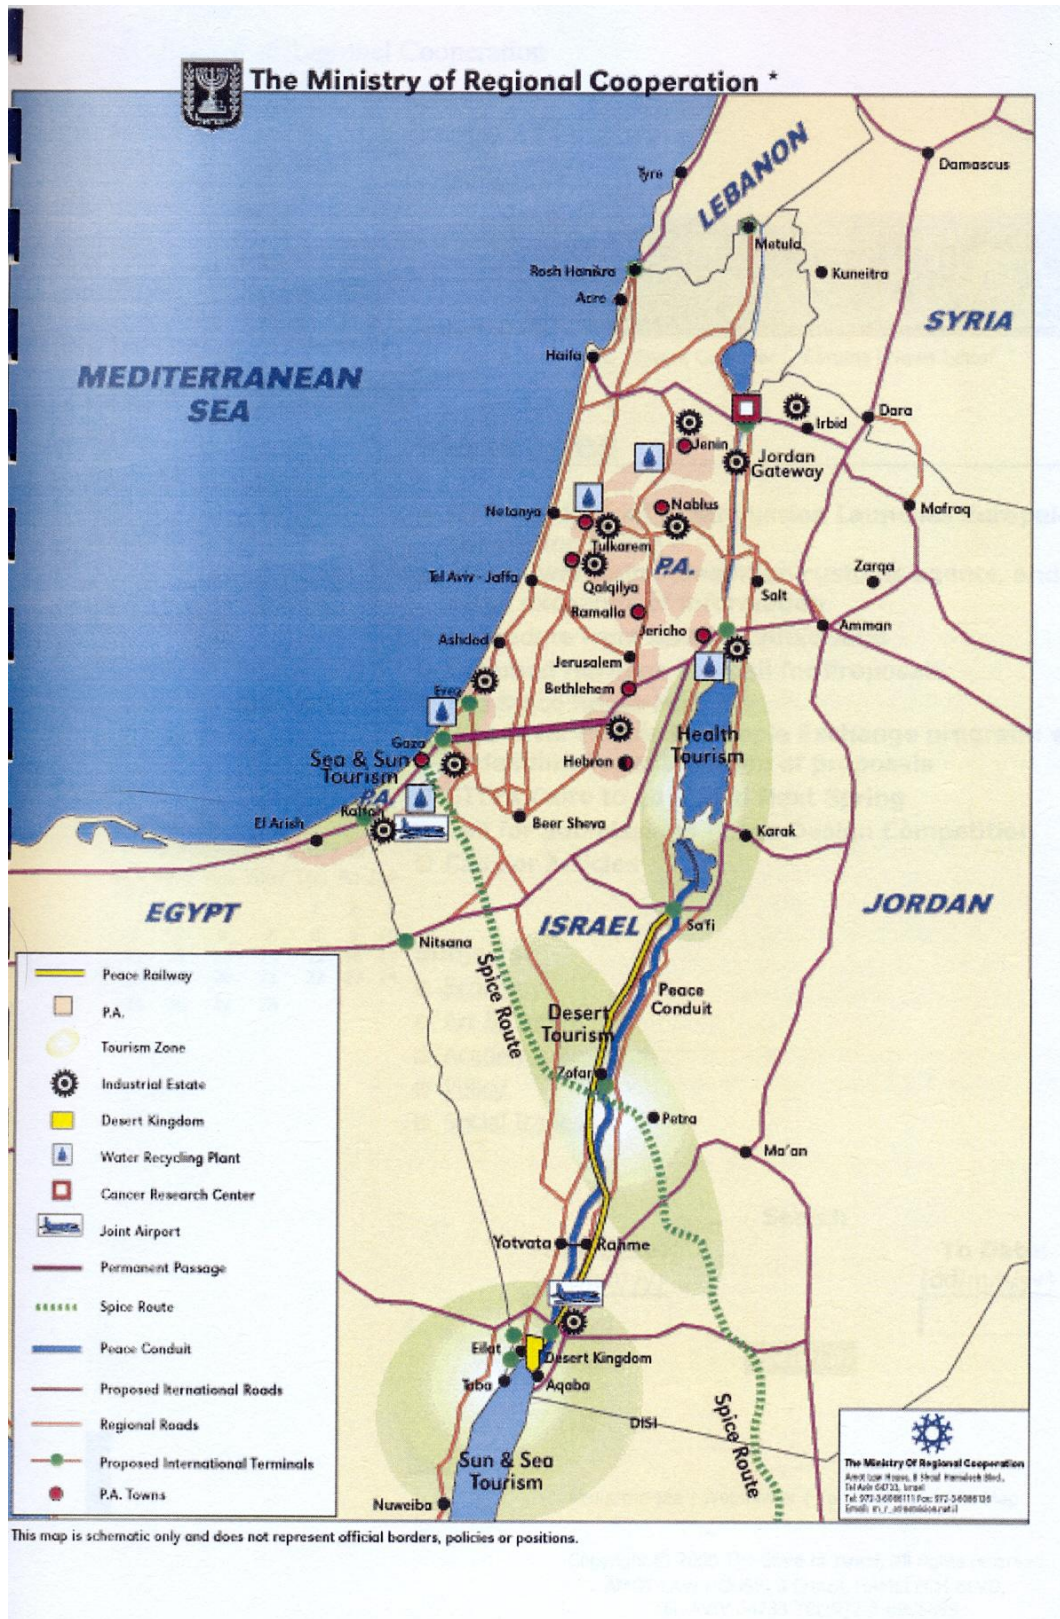 The Ministry of Regional Cooperation *
LEBANON
Damascus
Tyre
Metula
Rosh Hanikra
Kuneitra
Acre
SYRIA
Haifa
MEDITERRANEAN
SEA
Dara
Irbid
Jenin
Jordan
Gateway
Netanya
Nablus
Mafraq
Tulkarem
P.A.
Zarqa
Tel Aviv - Jaffa
Qalqilya
Salt
Ramalla
Jericho
Amman
Ashdod
Jerusalem
Bethlehem
Erez
Health
Tourism
Gaza
Sea & Sun
Tourism
Hebron
P.A.
Rafiah
El Arish
Beer Sheva
Karak
EGYPT
ISRAEL
JORDAN
Sa'fi
Nitsana
Spice Route
Peace
Conduit
Desert
Tourism
Zofar
Petra
Ma'an
Yotvata
Rahme
Eilat
Desert Kingdom
Taba
Aqaba
DISI
Spice Route
Sun & Sea
Tourism
Nuweiba
Peace Railway
P.A.
Tourism Zone
Industrial Estate
Desert Kingdom
Water Recycling Plant
Cancer Research Center
Joint Airport
Permanent Passage
Spice Route
Peace Conduit
Proposed Iternational Roads
Regional Roads
Proposed International Terminals
P.A. Towns
The Ministry Of Regional Cooperation
Tel Aviv 64733, Israel
This map is schematic only and does not represent official borders, policies or positions.